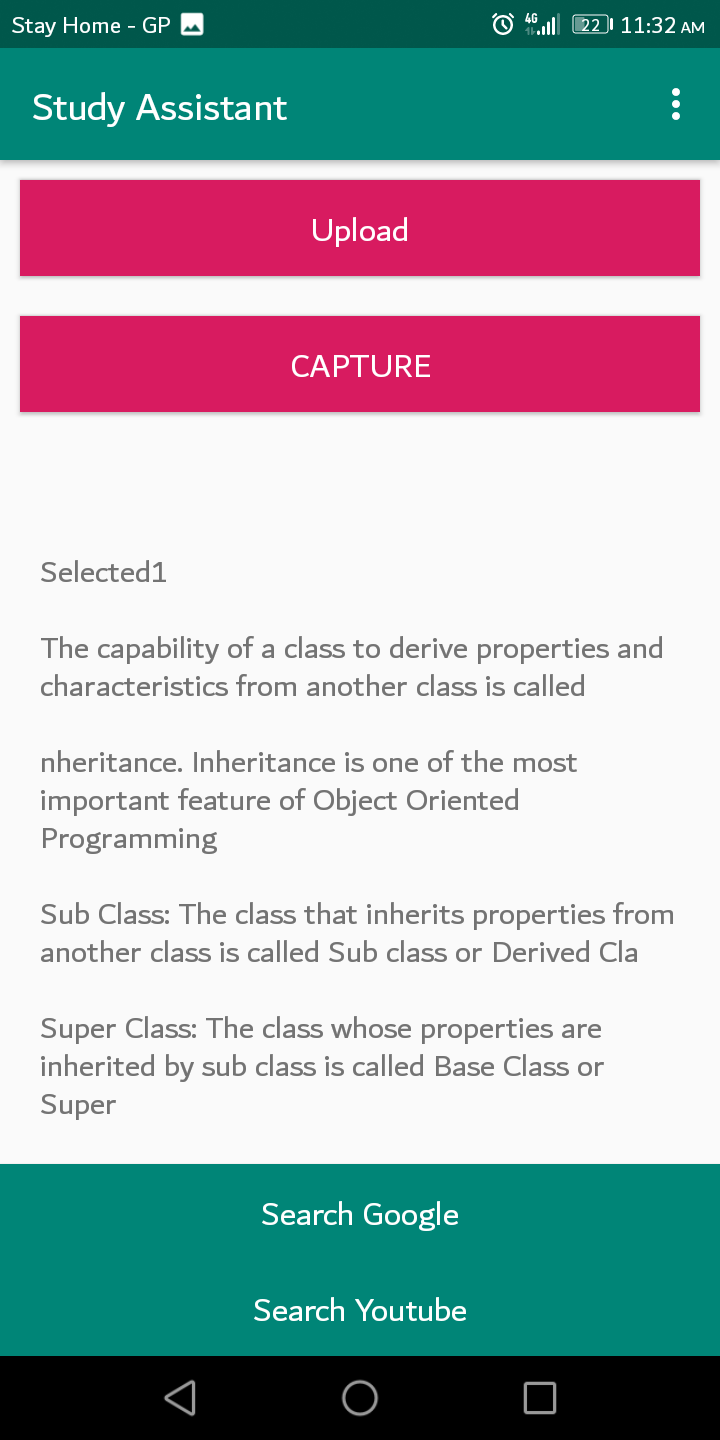 Stay Home - GP 4G 22 11:32 AM
Study Assistant
Upload
CAPTURE
Selected1
The capability of a class to derive properties and
characteristics from another class is called
nheritance. Inheritance is one of the most
important feature of Object Oriented
Programming
Sub Class: The class that inherits properties from
another class is called Sub class or Derived Cla
Super Class: The class whose properties are
inherited by sub class is called Base Class or
Super
Search Google
Search Youtube